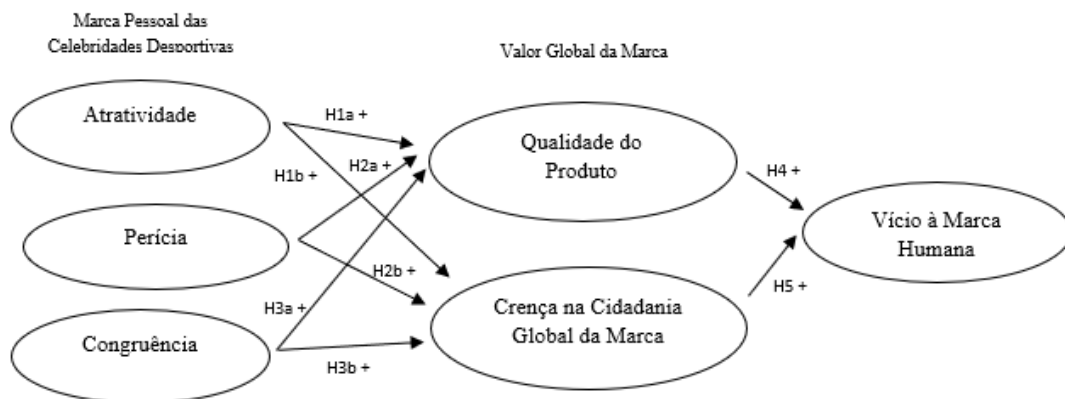 Marca Pessoal das
Celebridades Desportivas
Valor Global da Marca
Atratividade
H1a +
H2a +
H1b +
Qualidade do
Produto
H4 +
Perícia
H2b +
Vício à Marca
Humana
H3a +
H5 +
Crença na Cidadania
Global da Marca
Congruência
H3b +